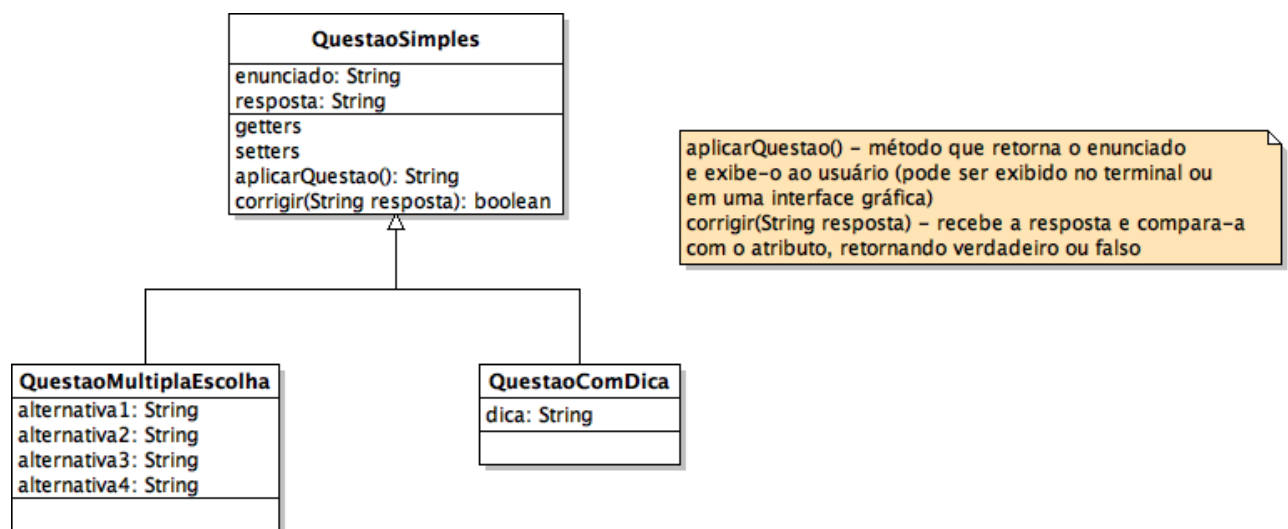 QuestaoSimples
enunciado: String
resposta: String
getters
setters
aplicarQuestao(): String
corrigir(String resposta): boolean
aplicarQuestao() – método que retorna o enunciado
e exibe-o ao usuário (pode ser exibido no terminal ou
em uma interface gráfica)
corrigir(String resposta) – recebe a resposta e compara-a
com o atributo, retornando verdadeiro ou falso
QuestaoMultiplaEscolha
alternativa1: String
alternativa2: String
alternativa3: String
alternativa4: String
QuestaoComDica
dica: String